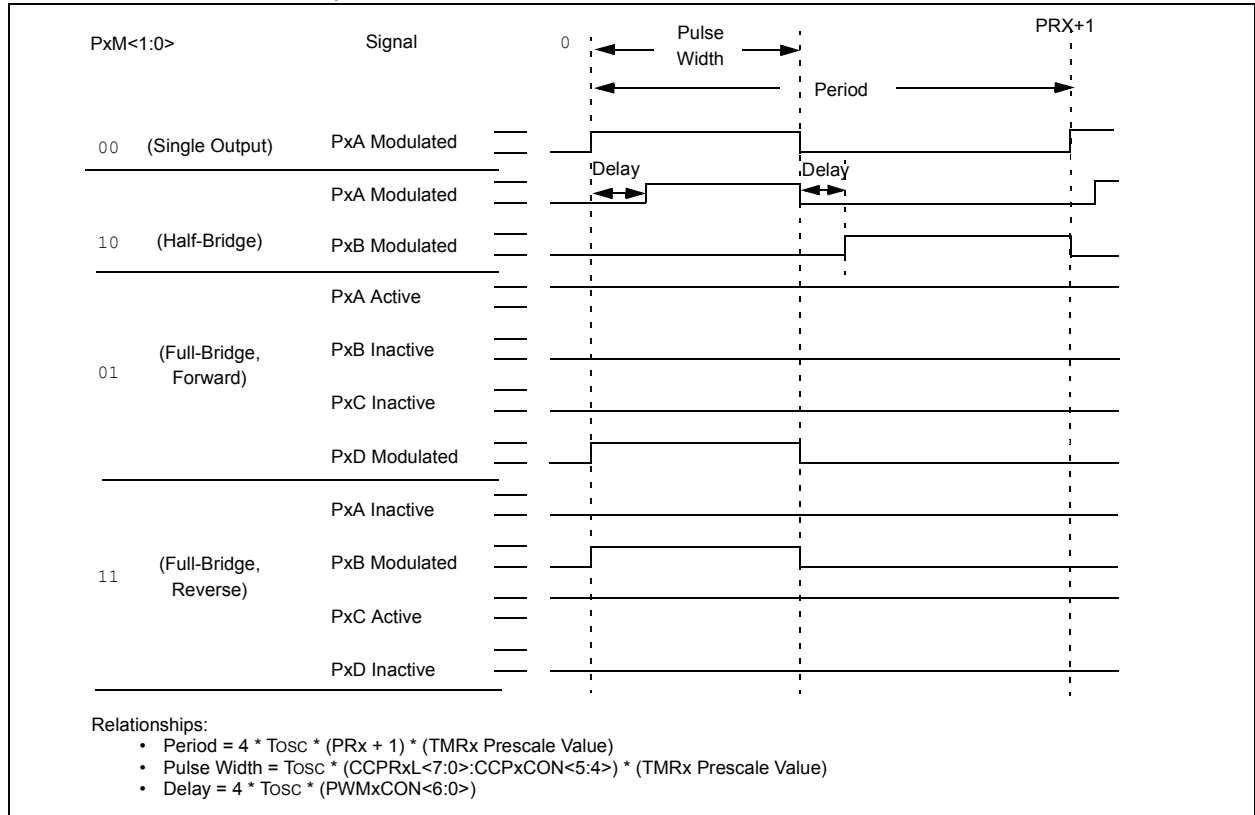 PxM<1:0> Signal 0 Pulse Width PRX+1
Period
00 (Single Output) PxA Modulated
Delay Delay
PxA Modulated
10 (Half-Bridge) PxB Modulated
PxA Active
01 (Full-Bridge, Forward) PxB Inactive
PxC Inactive
PxD Modulated
PxA Inactive
11 (Full-Bridge, Reverse) PxB Modulated
PxC Active
PxD Inactive
Relationships:
• Period = 4 * TOSC * (PRx + 1) * (TMRx Prescale Value)
• Pulse Width = TOSC * (CCPRxL<7:0>:CCPxCON<5:4>) * (TMRx Prescale Value)
• Delay = 4 * TOSC * (PWMxCON<6:0>)